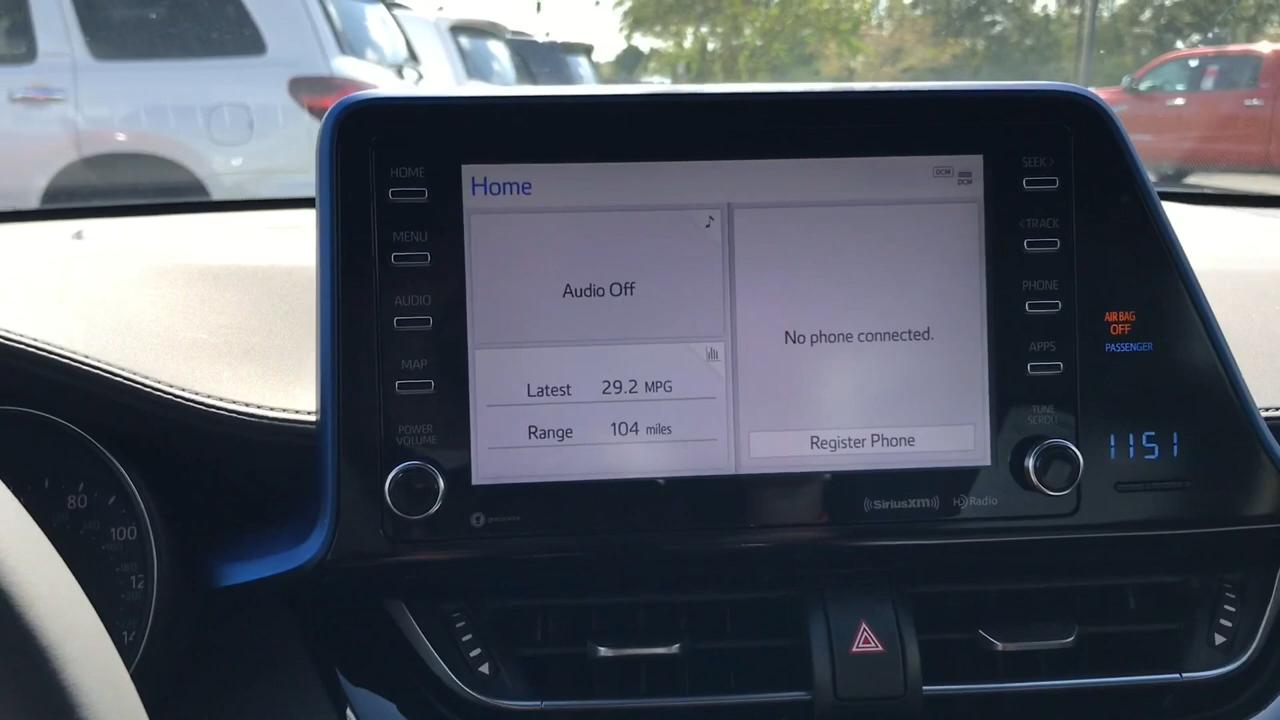 HOME
MENU
AUDIO
MAP
POWER
VOLUME
Home
DCM
DCM
Audio Off
Latest 29.2 MPG
Range 104 miles
No phone connected.
Register Phone
SEEK >
< TRACK
PHONE
APPS
TUNE
SCROLL
AIR BAG
OFF
PASSENGER
1151
SiriusXM
HD Radio
80
100